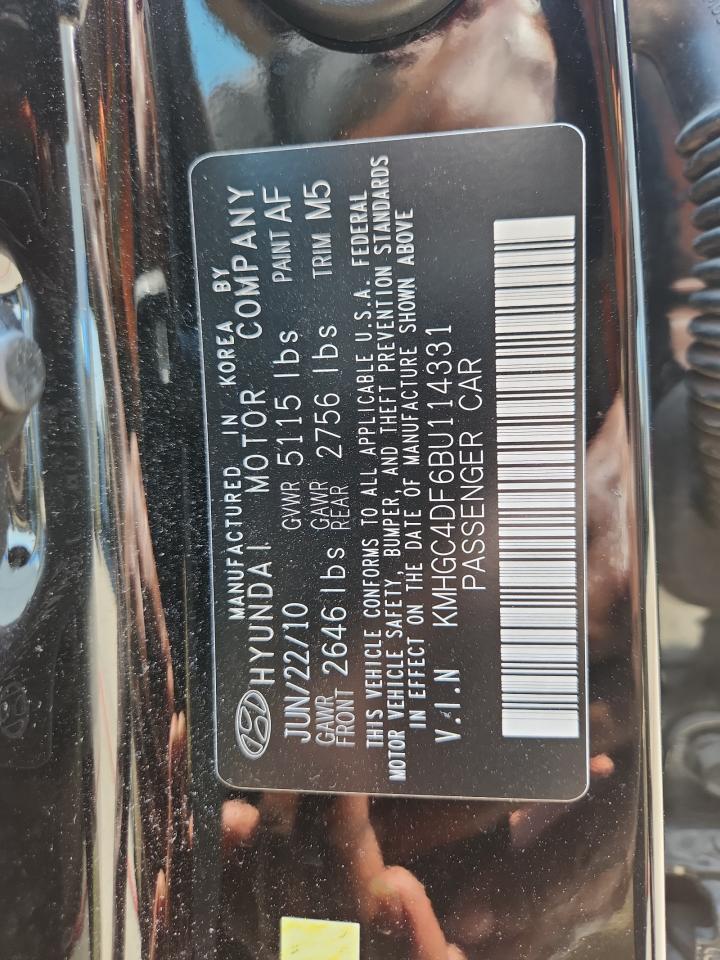 MANUFACTURED IN KOREA BY
HYUNDAI MOTOR COMPANY
JUN/22/10 GVWR 5115 lbs PAINT AF
GAWR FRONT 2646 lbs GAWR REAR 2756 lbs TRIM M5
THIS VEHICLE CONFORMS TO ALL APPLICABLE U.S.A. FEDERAL
MOTOR VEHICLE SAFETY, BUMPER, AND THEFT PREVENTION STANDARDS
IN EFFECT ON THE DATE OF MANUFACTURE SHOWN ABOVE
V.I.N KMHGC4DF6BU114331
PASSENGER CAR